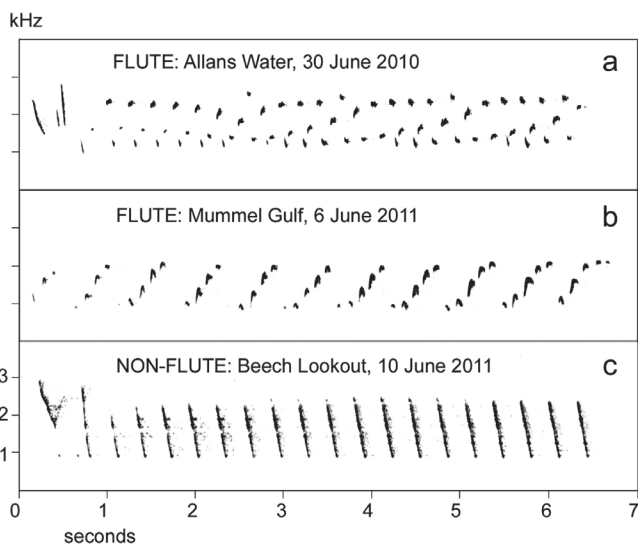 kHz
FLUTE: Allans Water, 30 June 2010 a
FLUTE: Mummel Gulf, 6 June 2011 b
NON-FLUTE: Beech Lookout, 10 June 2011 c
3
2
1
0 1 2 3 4 5 6 7
seconds